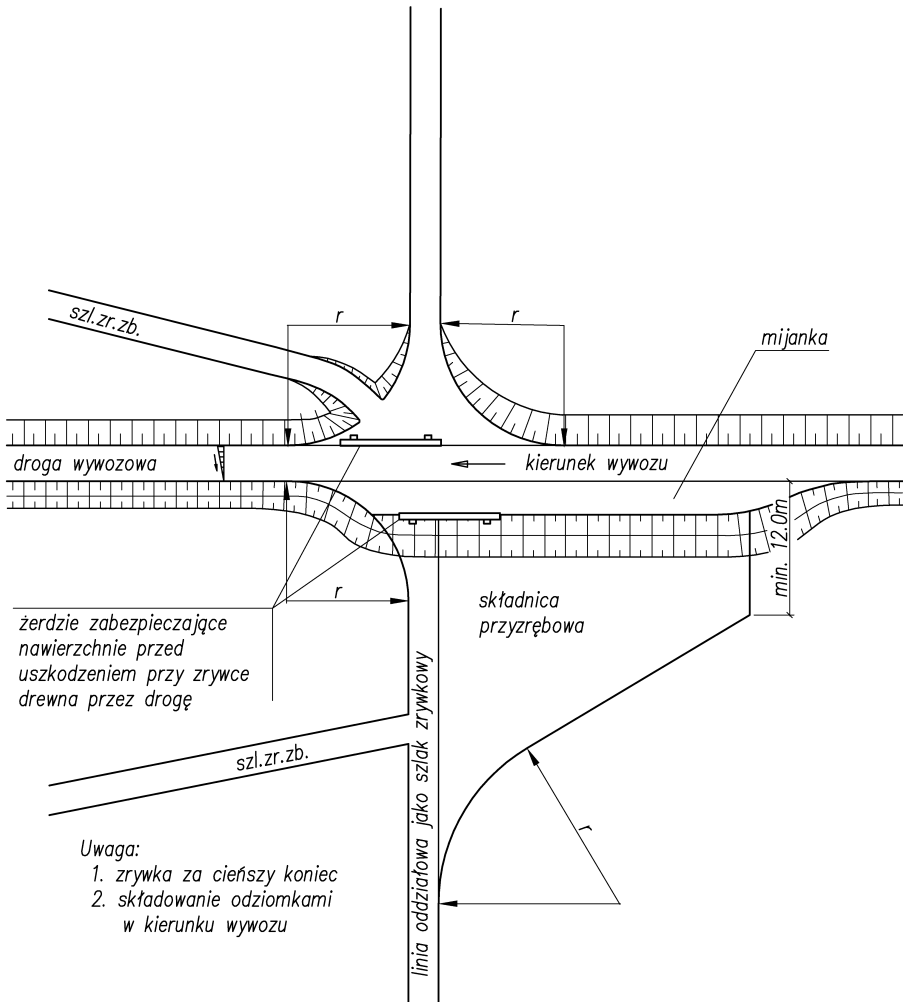 r
r
szl.zr.zb.
mijanka
droga wywozowa
kierunek wywozu
min. 12.0m
r
składnica
przyzrębowa
żerdzie zabezpieczające
nawierzchnie przed
uszkodzeniem przy zrywce
drewna przez drogę
linia oddziałowa jako szlak zrywkowy
szl.zr.zb.
r
Uwaga:
1. zrywka za cieńszy koniec
2. składowanie odziomkami
w kierunku wywozu